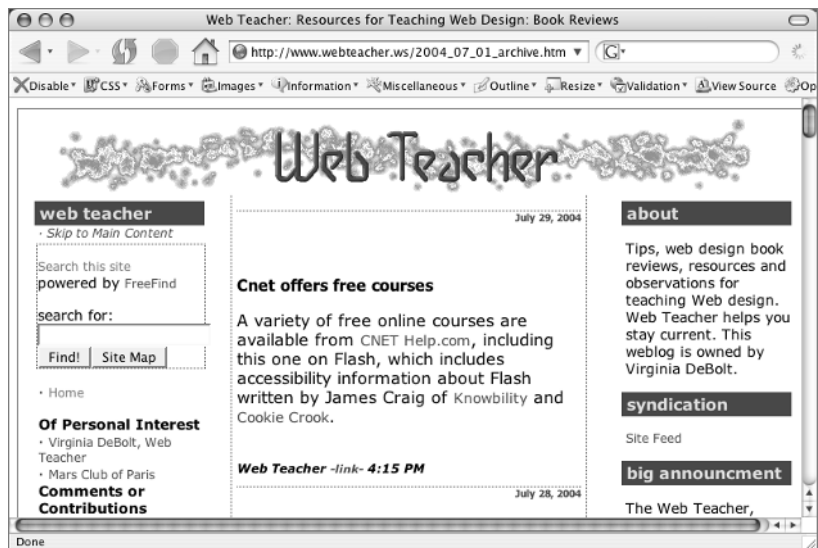 Web Teacher: Resources for Teaching Web Design: Book Reviews
http://www.webteacher.ws/2004_07_01_archive.htm
G
Disable CSS Forms Images Information Miscellaneous Outline Resize Validation View Source Op
Web Teacher
web teacher
· Skip to Main Content
Search this site
powered by FreeFind
search for:
Find! Site Map
· Home
Of Personal Interest
· Virginia DeBolt, Web
Teacher
· Mars Club of Paris
Comments or
Contributions
July 29, 2004
Cnet offers free courses
A variety of free online courses are
available from CNET Help.com, including
this one on Flash, which includes
accessibility information about Flash
written by James Craig of Knowbility and
Cookie Crook.
Web Teacher -link- 4:15 PM
July 28, 2004
about
Tips, web design book
reviews, resources and
observations for
teaching Web design.
Web Teacher helps you
stay current. This
weblog is owned by
Virginia DeBolt.
syndication
Site Feed
big announcment
The Web Teacher,
Done